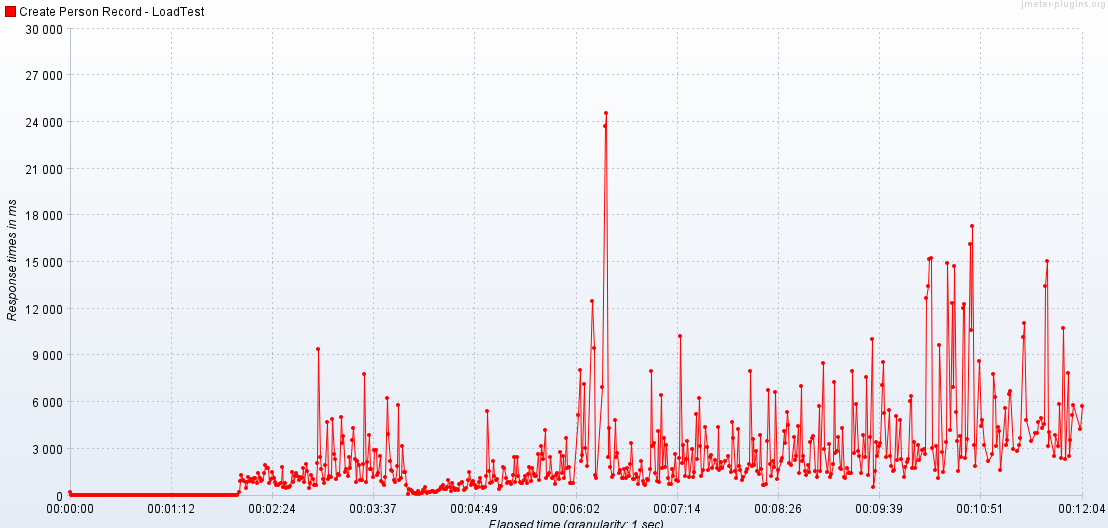 jmeter-plugins.org
Create Person Record - LoadTest
30 000
27 000
24 000
21 000
18 000
15 000
12 000
9 000
6 000
3 000
0
Response times in ms
00:00:00 00:01:12 00:02:24 00:03:37 00:04:49 00:06:02 00:07:14 00:08:26 00:09:39 00:10:51 00:12:04
Elapsed time (granularity: 1 sec)